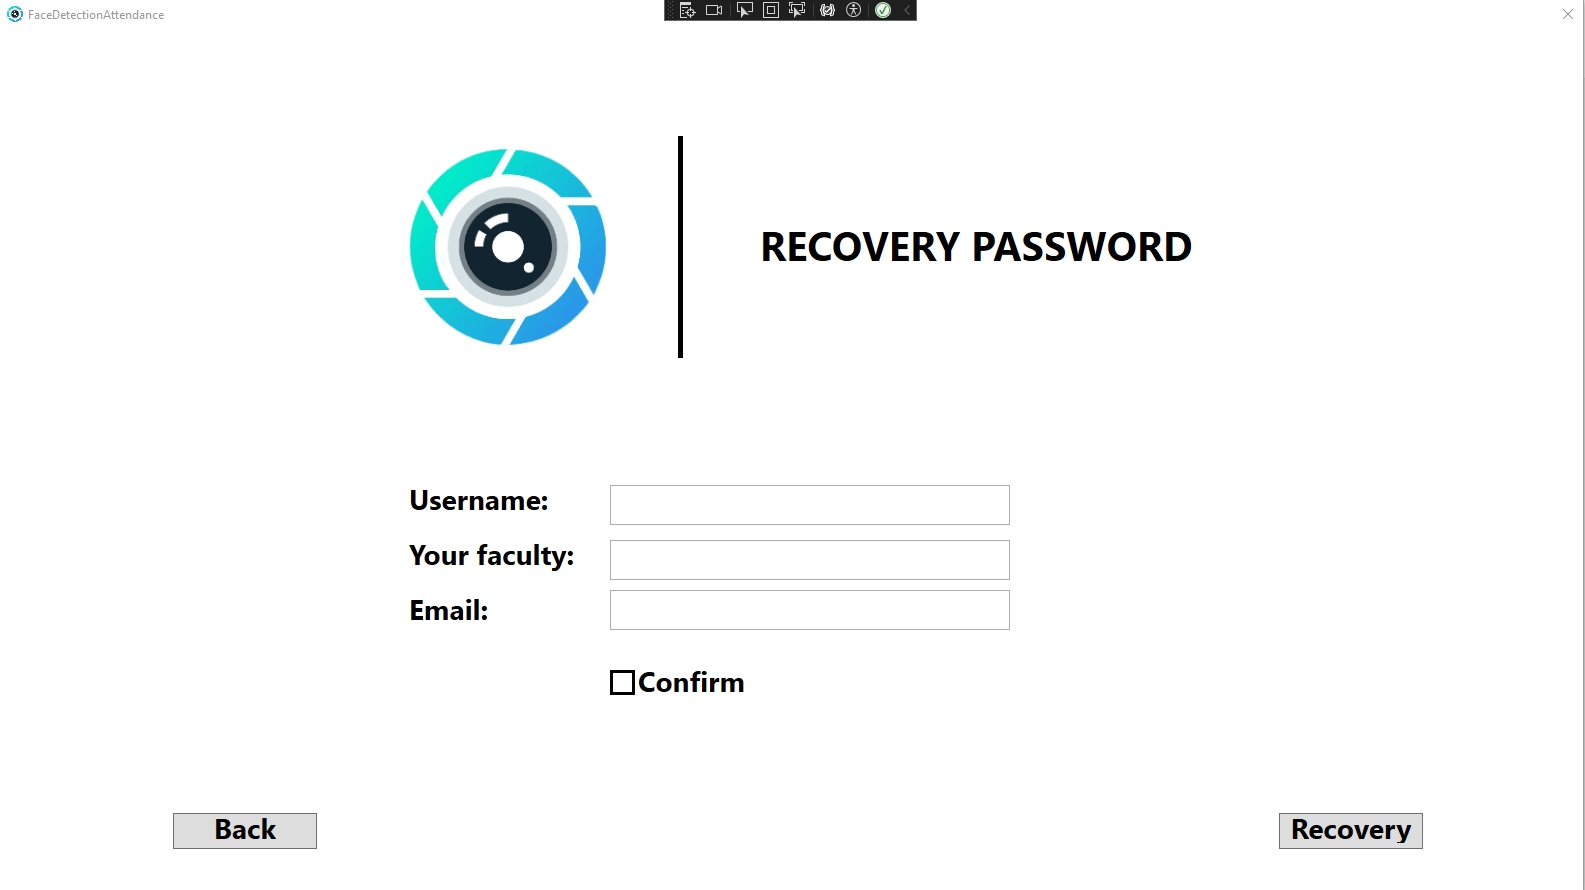 FaceDetectionAttendance
RECOVERY PASSWORD
Username:
Your faculty:
Email:
Confirm
Back
Recovery